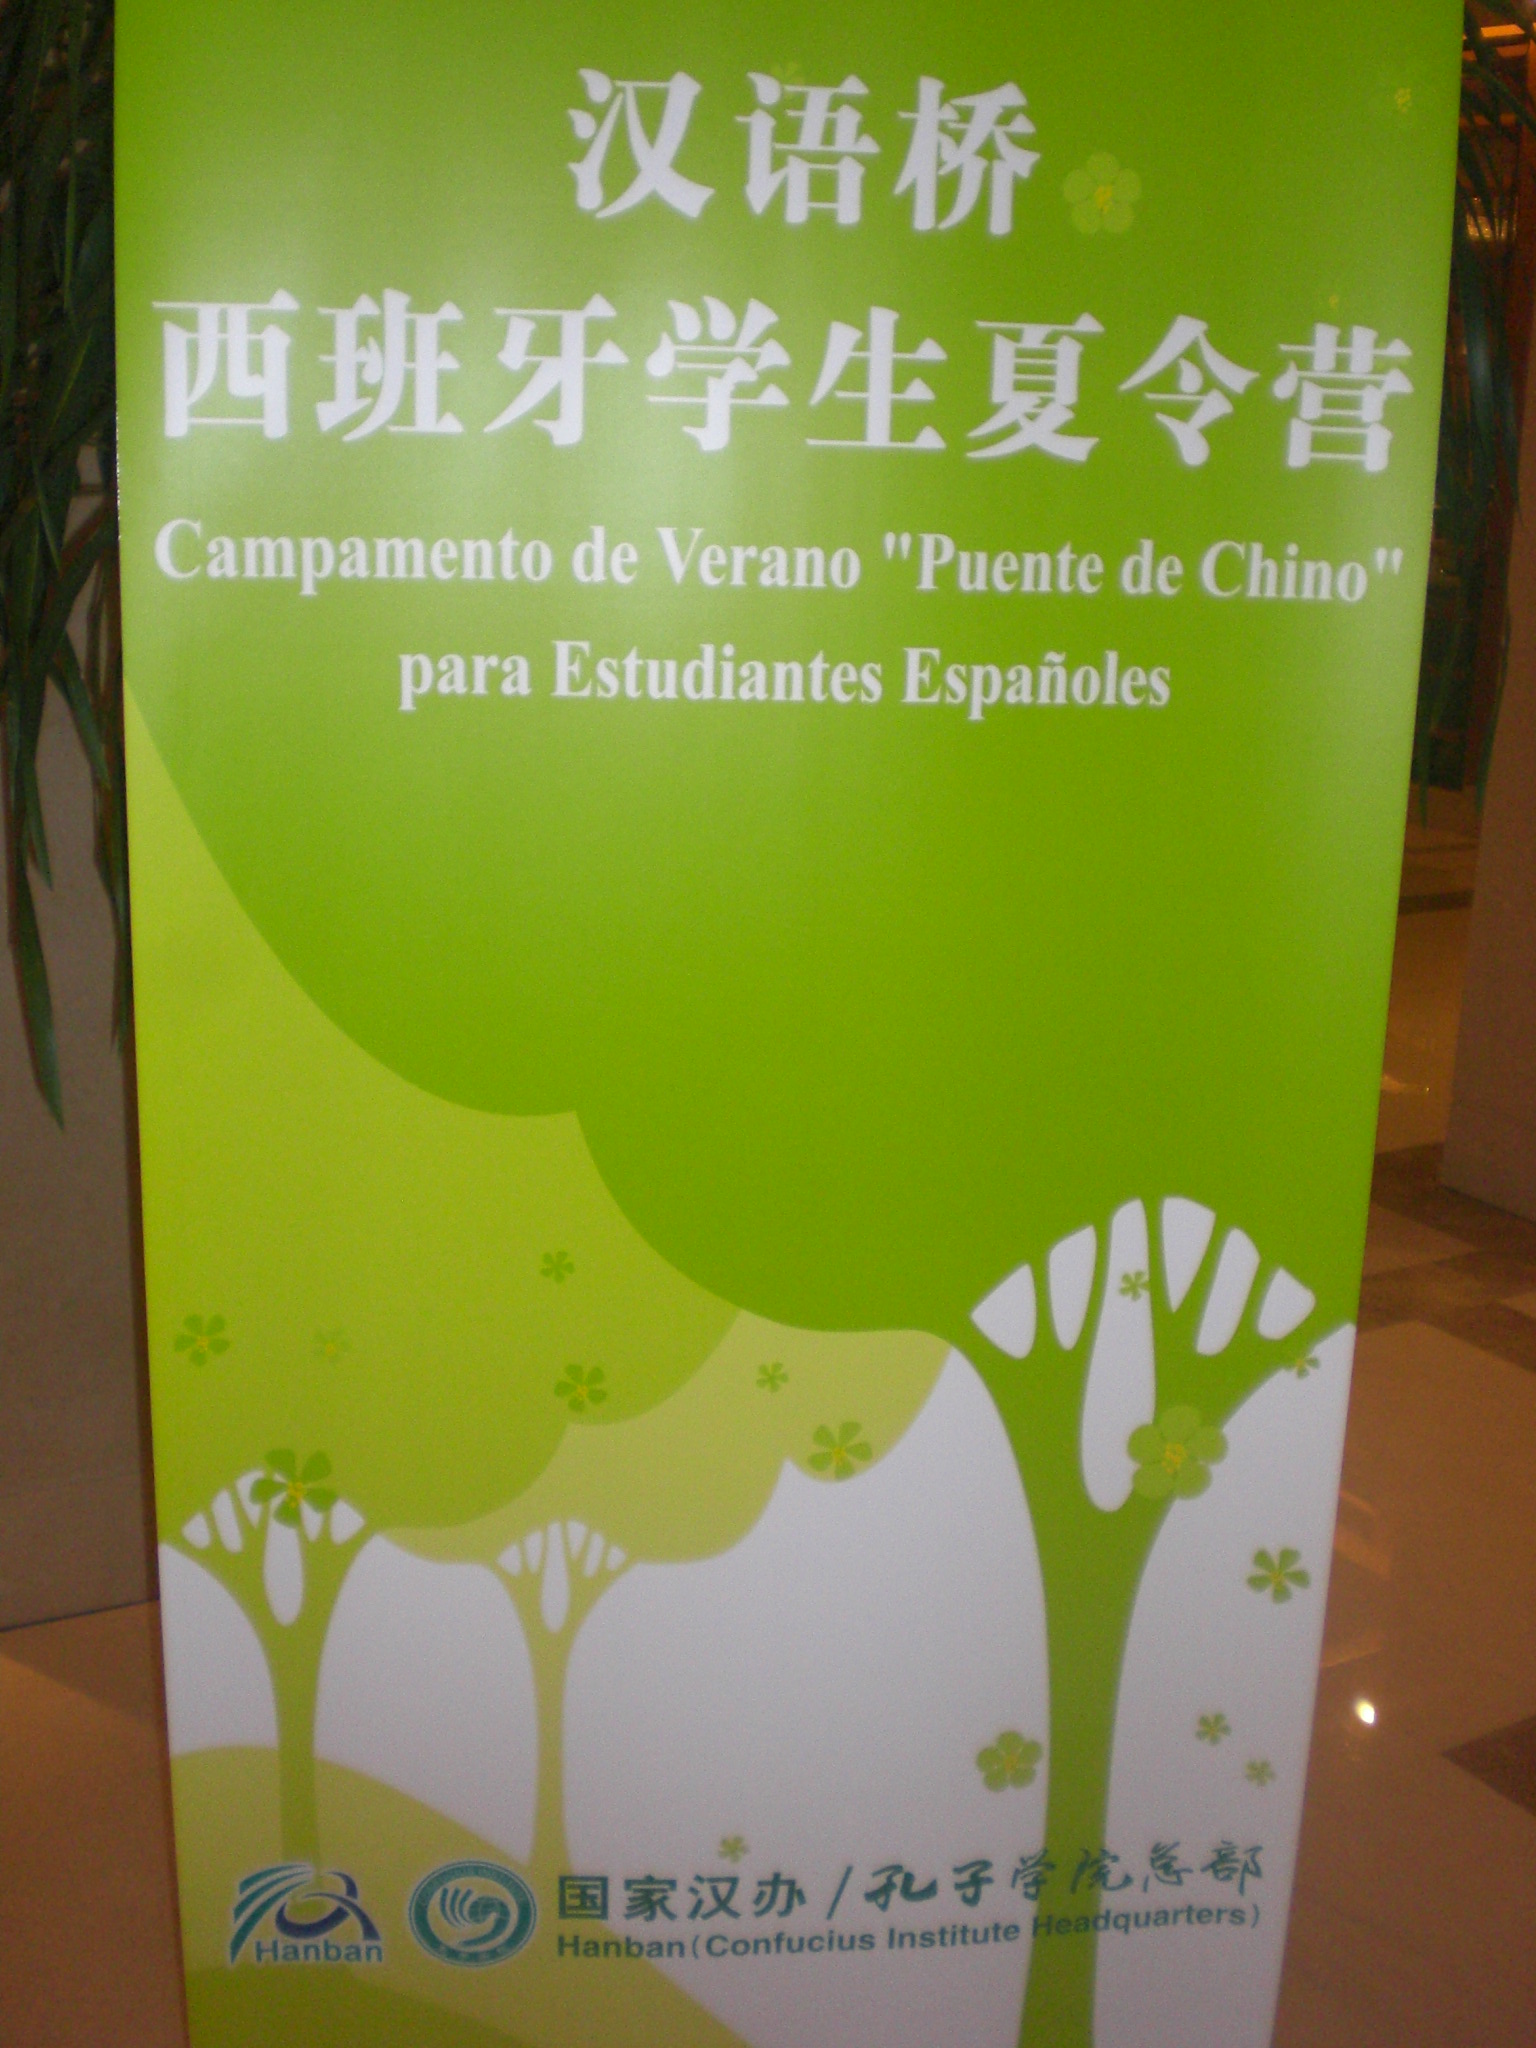 汉语桥
西班牙学生夏令营
Campamento de Verano "Puente de Chino"
para Estudiantes Españoles
Hanban
国家汉办/孔子学院总部
Hanban(Confucius Institute Headquarters)